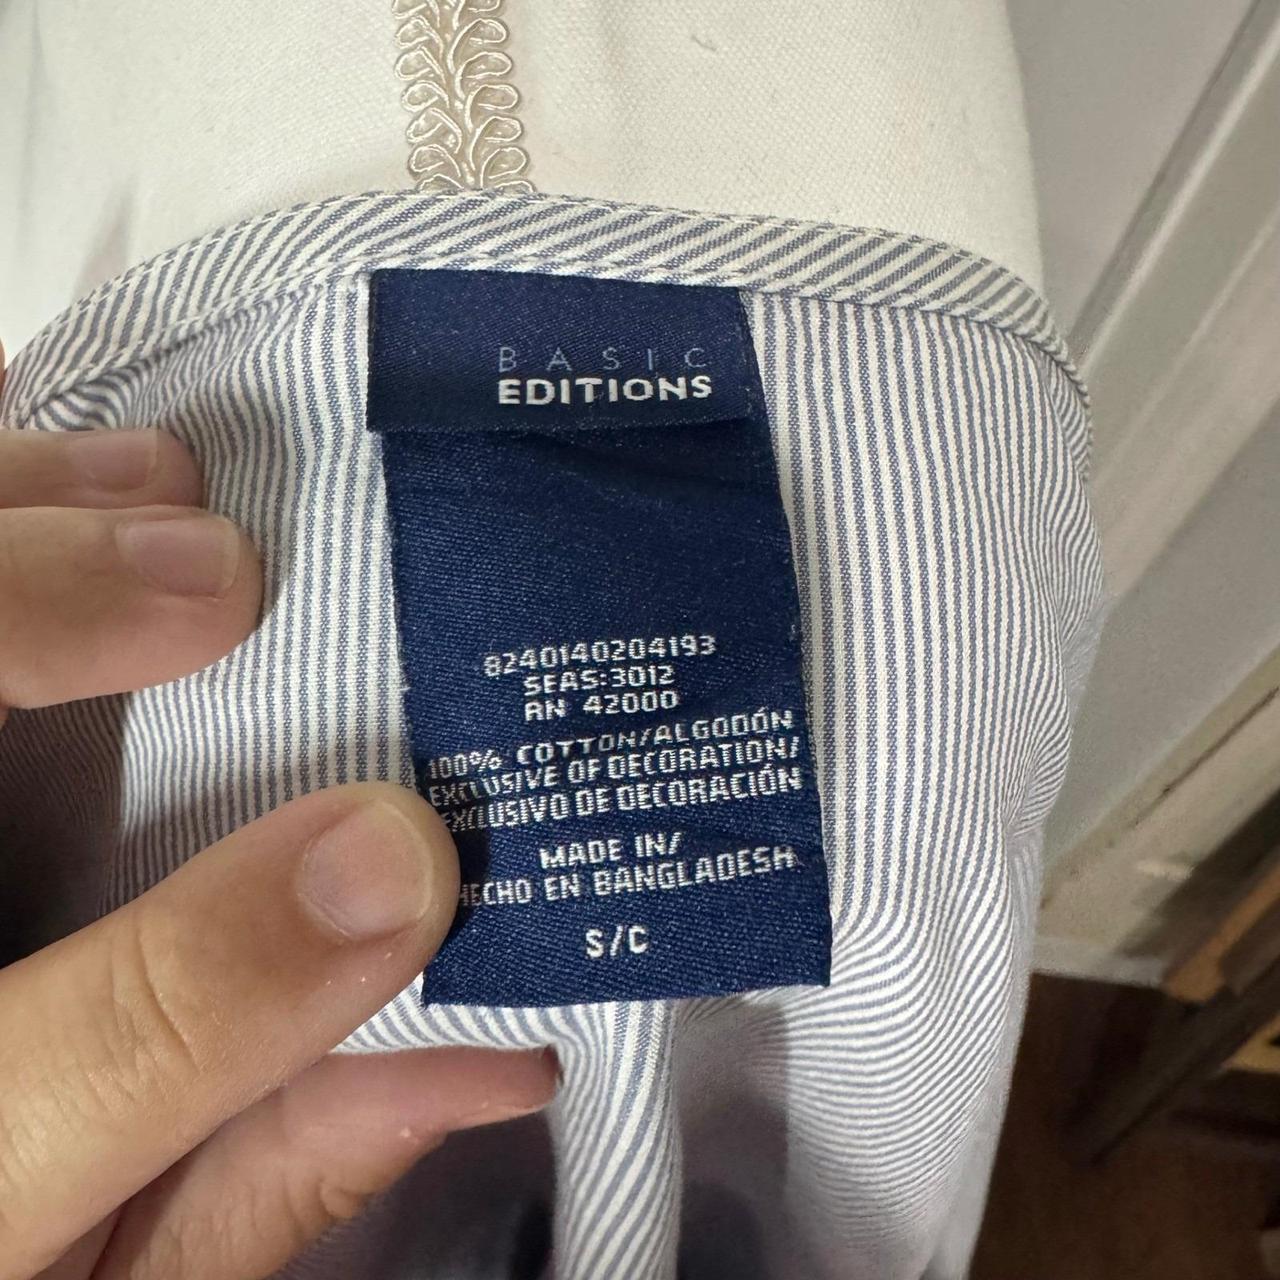 BASIC
EDITIONS
8240140204193
SEAS:3012
RN 42000
100% COTTON/ALGODÓN
EXCLUSIVE OF DECORATION/
EXCLUSIVO DE DECORACIÓN
MADE IN/
HECHO EN BANGLADESH
S/C